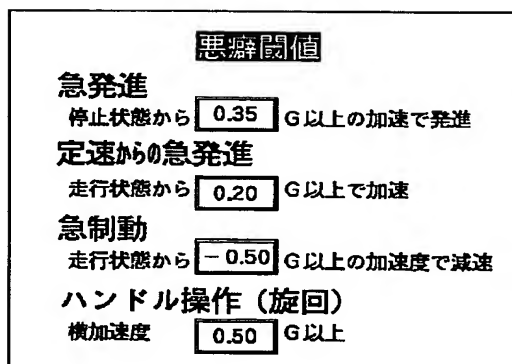 悪癖閾値
急発進
停止状態から 0.35 G以上の加速で発進
定速からの急発進
走行状態から 0.20 G以上で加速
急制動
走行状態から -0.50 G以上の加速度で減速
ハンドル操作（旋回）
横加速度 0.50 G以上